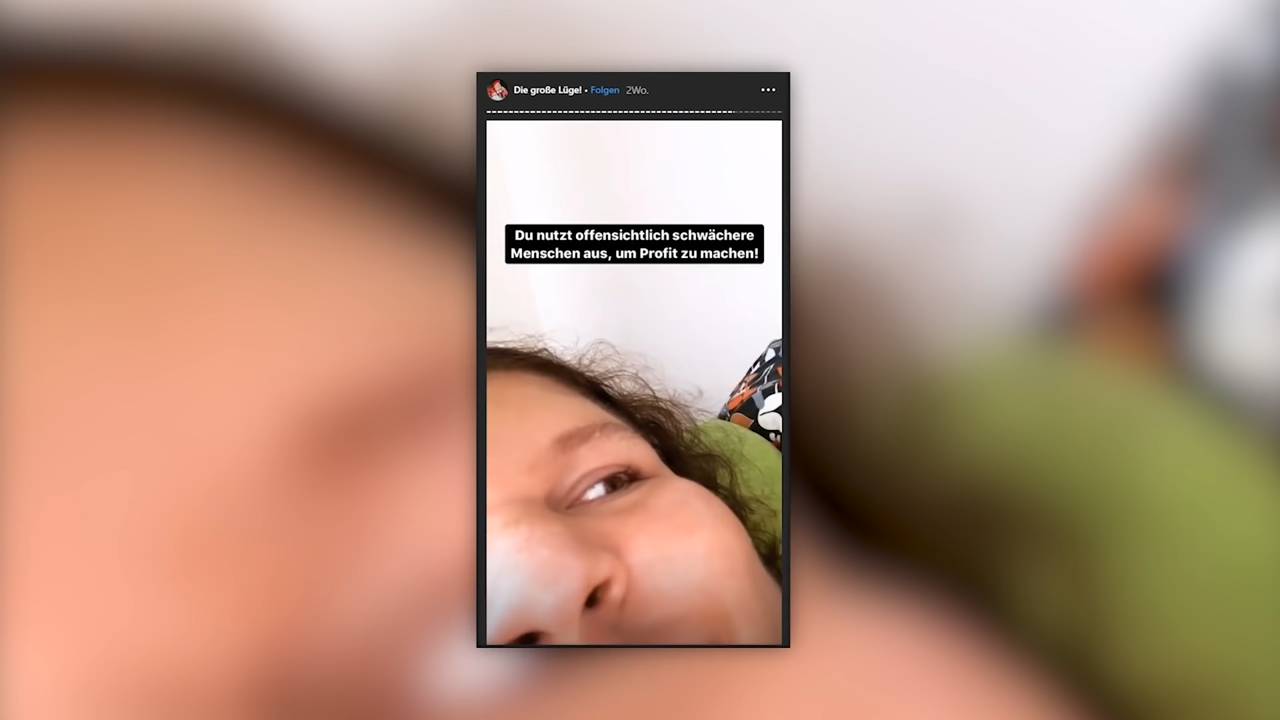 Die große Lüge! • Folgen 2Wo.
Du nutzt offensichtlich schwächere
Menschen aus, um Profit zu machen!